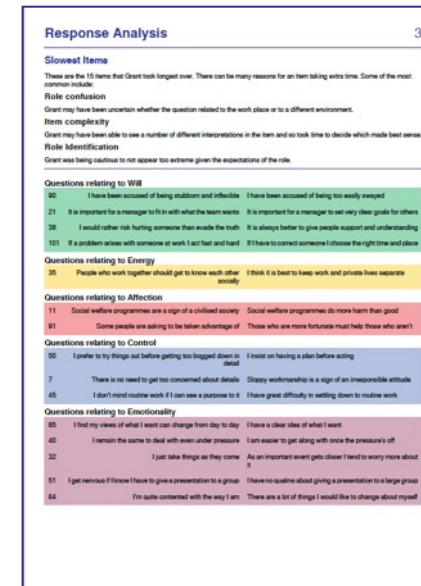 Response Analysis 3
Slowest Items
These are the 15 items that Grant took longest over. There can be many reasons for an item taking extra time. Some of the most
common include:
Role confusion
Grant may have been uncertain whether the question related to the work place or to a different environment.
Item complexity
Grant may have been able to see a number of different interpretations in the item and so took time to decide which made best sense.
Role Identification
Grant was being cautious to not appear too extreme given the expectations of the role.
Questions relating to Will
90 I have been accused of being stubborn and inflexible I have been accused of being too easily swayed
21 It is important for a manager to fit in with what the team wants It is important for a manager to set very clear goals for others
38 I would rather risk hurting someone than evade the truth It is always better to give people support and understanding
101 If a problem arises with someone at work I act fast and hard If I have to correct someone I choose the right time and place
Questions relating to Energy
35 People who work together should get to know each other I think it is best to keep work and private lives separate
socially
Questions relating to Affection
11 Social welfare programmes are a sign of a civilised society Social welfare programmes do more harm than good
91 Some people are asking to be taken advantage of Those who are more fortunate must help those who aren't
Questions relating to Control
50 I prefer to try things out before getting too bogged down in I insist on having a plan before acting
detail
7 There is no need to get too concerned about details Sloppy workmanship is a sign of an irresponsible attitude
45 I don't mind routine work if I can see a purpose to it I have great difficulty in settling down to routine work
Questions relating to Emotionality
85 I find my views of what I want can change from day to day I have a clear idea of what I want
40 I remain the same to deal with even under pressure I am easier to get along with once the pressure's off
32 I just take things as they come As an important event gets closer I tend to worry more about
it
51 I get nervous if I know I have to give a presentation to a group I have no qualms about giving a presentation to a large group
64 I'm quite contented with the way I am There are a lot of things I would like to change about myself